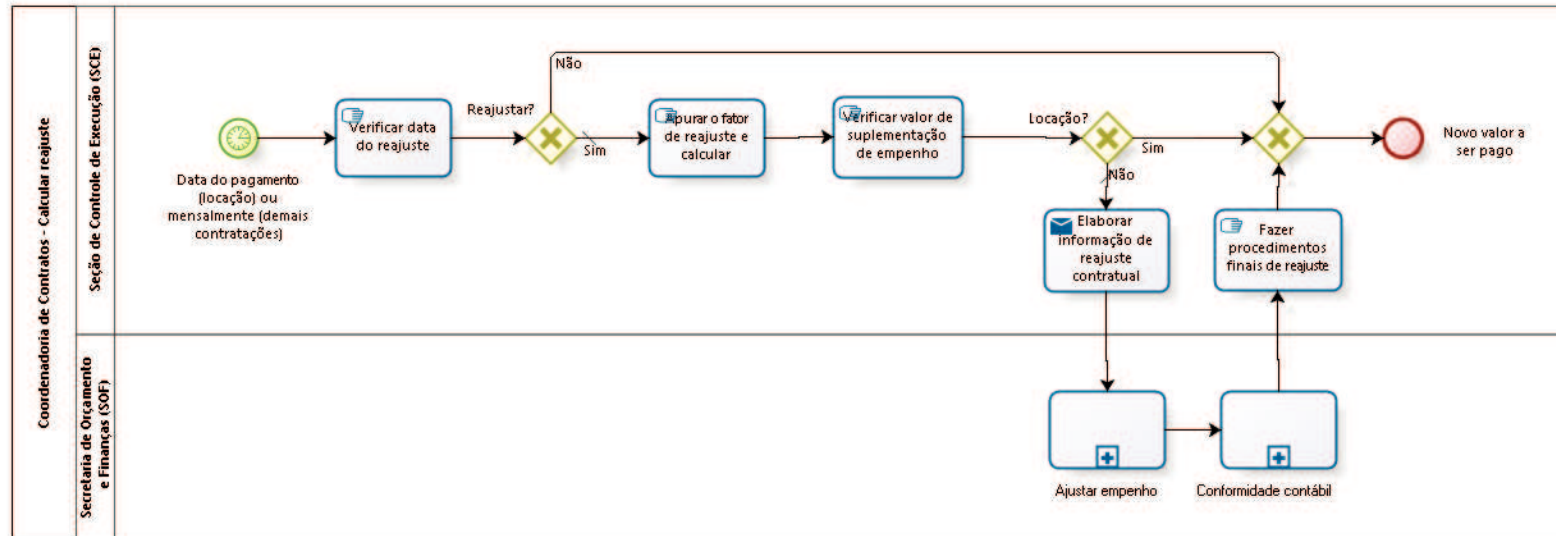 Coordenadoria de Contratos - Calcular reajuste
Seção de Controle de Execução (SCE)
Data do pagamento
(locação) ou
mensalmente (demais
contratações)
Verificar data
do reajuste
Reajustar?
Não
Sim
Apurar o fator
de reajuste e
calcular
Verificar valor de
suplementação
de empenho
Locação?
Sim
Não
Elaborar
informação de
reajuste
contratual
Fazer
procedimentos
finais de reajuste
Novo valor a
ser pago
Secretaria de Orçamento
e Finanças (SOF)
Ajustar empenho
Conformidade contábil